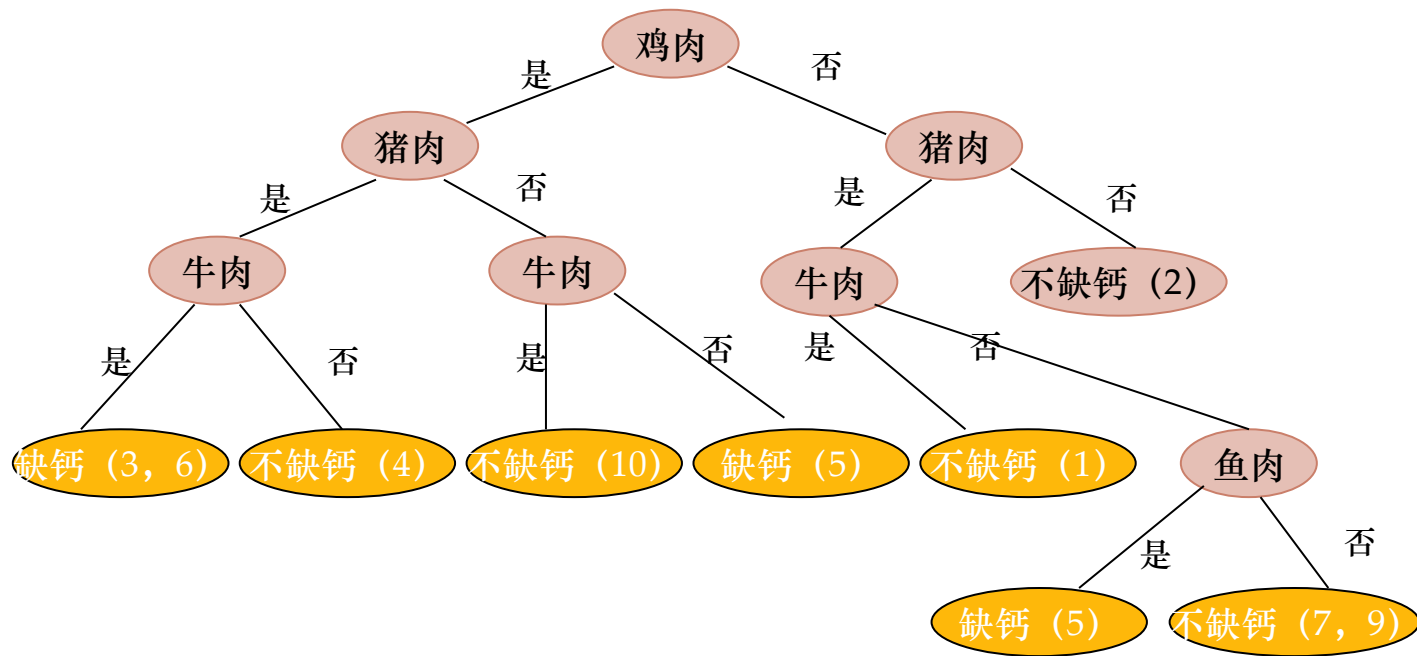 鸡肉
是
否
猪肉
猪肉
是
否
是
否
牛肉
牛肉
牛肉
不缺钙（2）
是
否
是
否
是
否
缺钙（3，6）
不缺钙（4）
不缺钙（10）
缺钙（5）
不缺钙（1）
鱼肉
是
否
缺钙（5）
不缺钙（7，9）